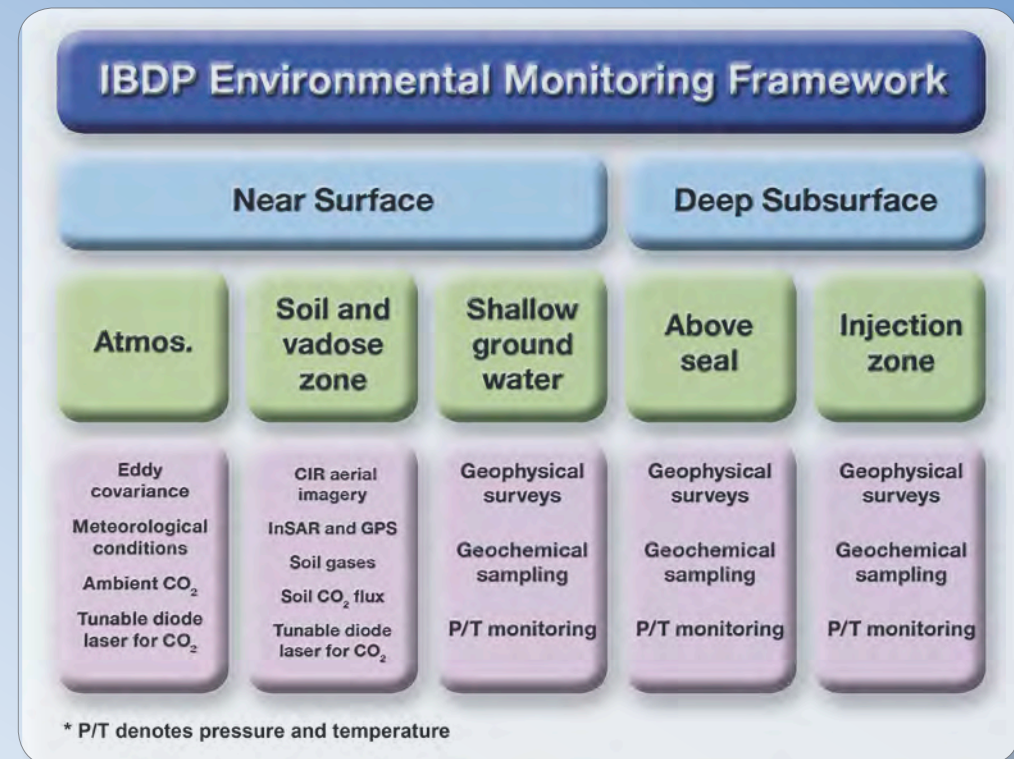 IBDP Environmental Monitoring Framework
Near Surface
Deep Subsurface
Atmos.
Soil and
vadose
zone
Shallow
ground
water
Above
seal
Injection
zone
Eddy
covariance
Meteorological
conditions
Ambient CO₂
Tunable diode
laser for CO₂
CIR aerial
imagery
InSAR and GPS
Soil gases
Soil CO₂ flux
Tunable diode
laser for CO₂
Geophysical
surveys
Geochemical
sampling
P/T monitoring
Geophysical
surveys
Geochemical
sampling
P/T monitoring
Geophysical
surveys
Geochemical
sampling
P/T monitoring
* P/T denotes pressure and temperature